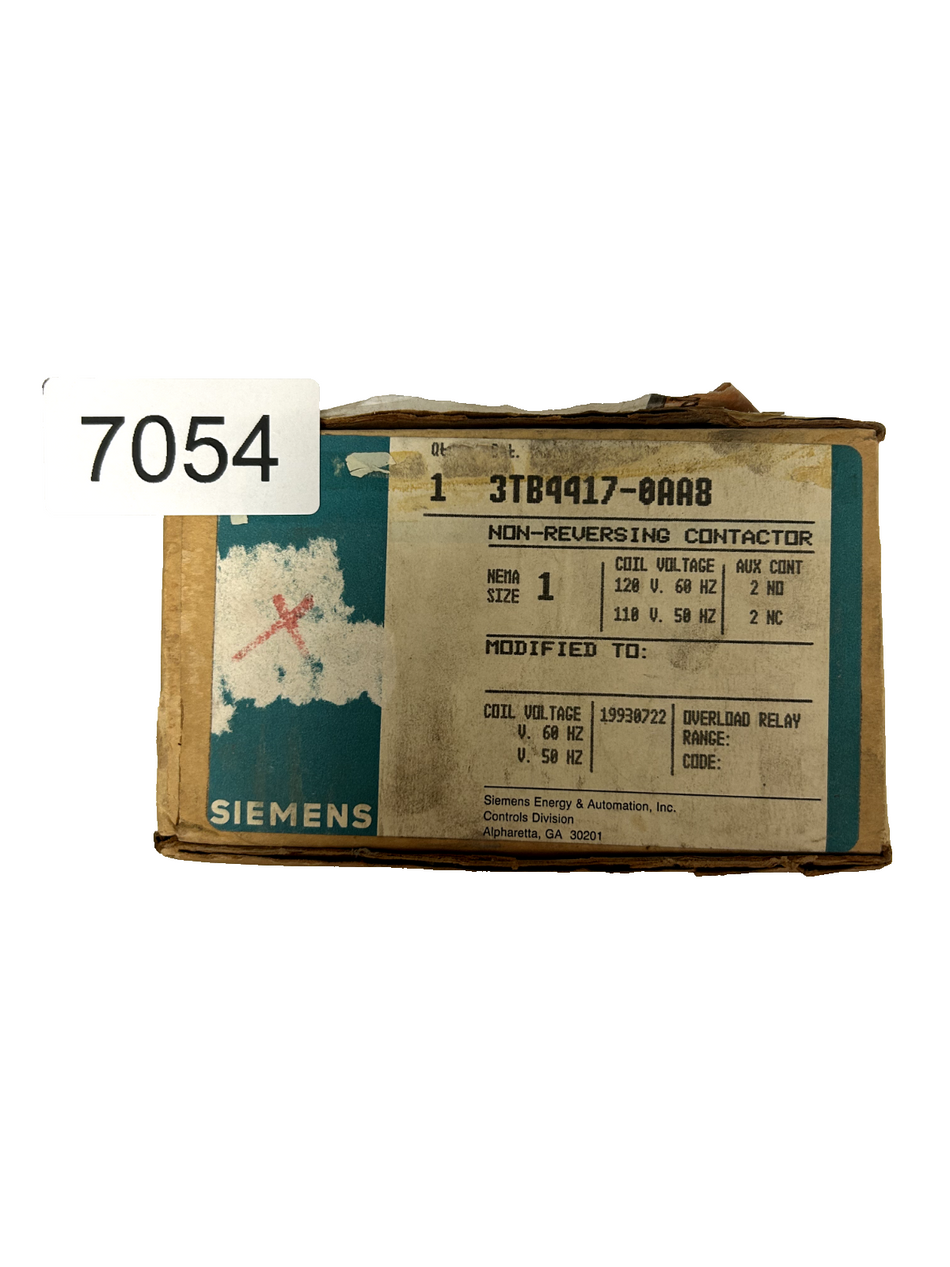 7054
1 3TB4417-0AA8
NON-REVERSING CONTACTOR
NEMA SIZE 1
COIL VOLTAGE
120 V. 60 HZ
110 V. 50 HZ
AUX CONT
2 NO
2 NC
MODIFIED TO:
COIL VOLTAGE
V. 60 HZ
V. 50 HZ
19930722
OVERLOAD RELAY
RANGE:
CODE:
SIEMENS
Siemens Energy & Automation, Inc.
Controls Division
Alpharetta, GA 30201